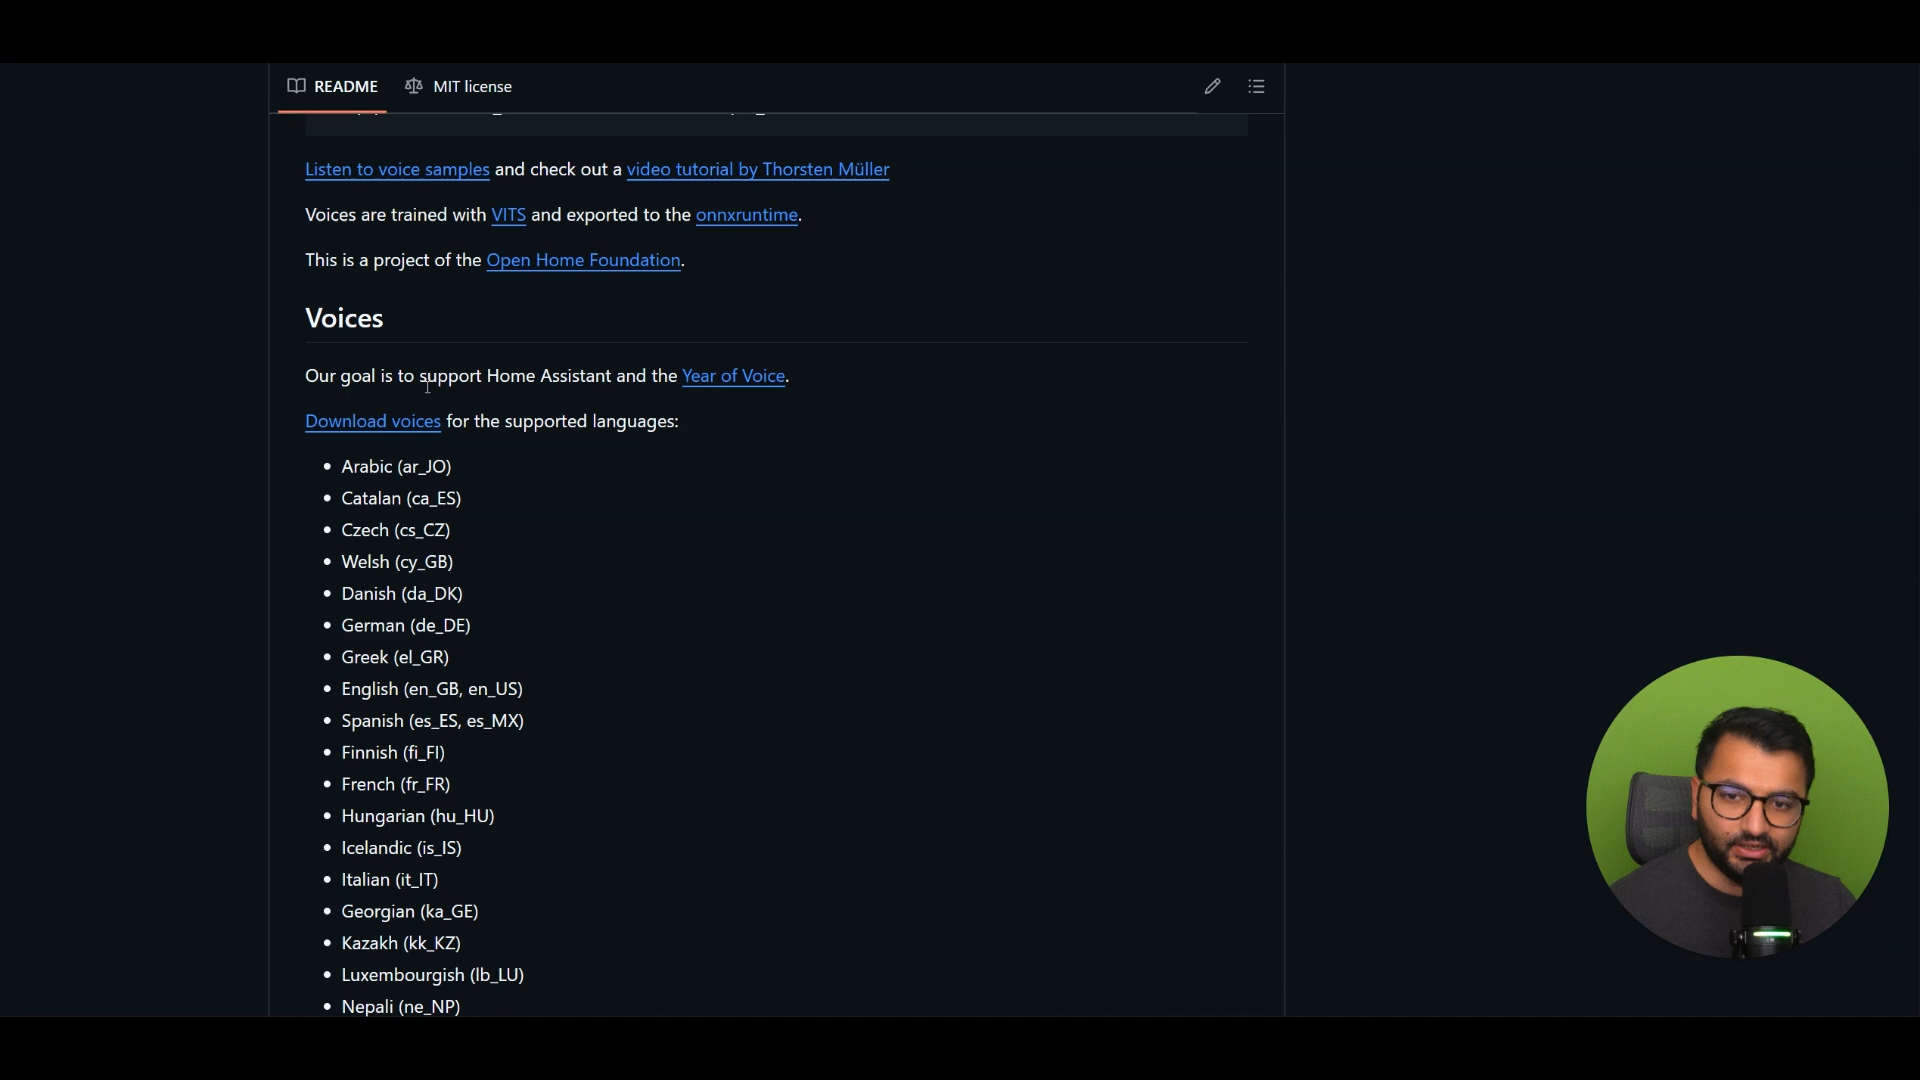 README MIT license
Listen to voice samples and check out a video tutorial by Thorsten Müller
Voices are trained with VITS and exported to the onnxruntime.
This is a project of the Open Home Foundation.
Voices
Our goal is to support Home Assistant and the Year of Voice.
Download voices for the supported languages:
• Arabic (ar_JO)
• Catalan (ca_ES)
• Czech (cs_CZ)
• Welsh (cy_GB)
• Danish (da_DK)
• German (de_DE)
• Greek (el_GR)
• English (en_GB, en_US)
• Spanish (es_ES, es_MX)
• Finnish (fi_FI)
• French (fr_FR)
• Hungarian (hu_HU)
• Icelandic (is_IS)
• Italian (it_IT)
• Georgian (ka_GE)
• Kazakh (kk_KZ)
• Luxembourgish (lb_LU)
• Nepali (ne_NP)